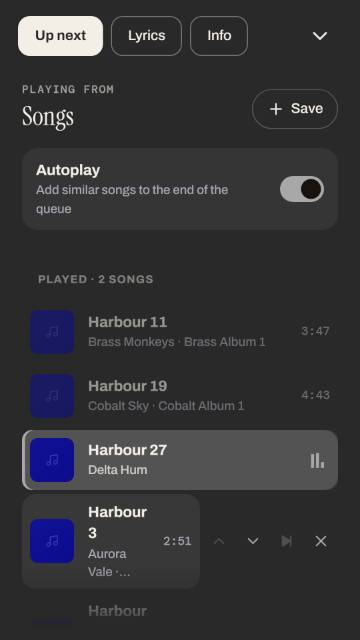 Up next
Lyrics
Info
PLAYING FROM
Songs
Save
Autoplay
Add similar songs to the end of the
queue
PLAYED · 2 SONGS
Harbour 11
Brass Monkeys · Brass Album 1
3:47
Harbour 19
Cobalt Sky · Cobalt Album 1
4:43
Harbour 27
Delta Hum
Harbour
3
Aurora
Vale ·...
2:51
Harbour